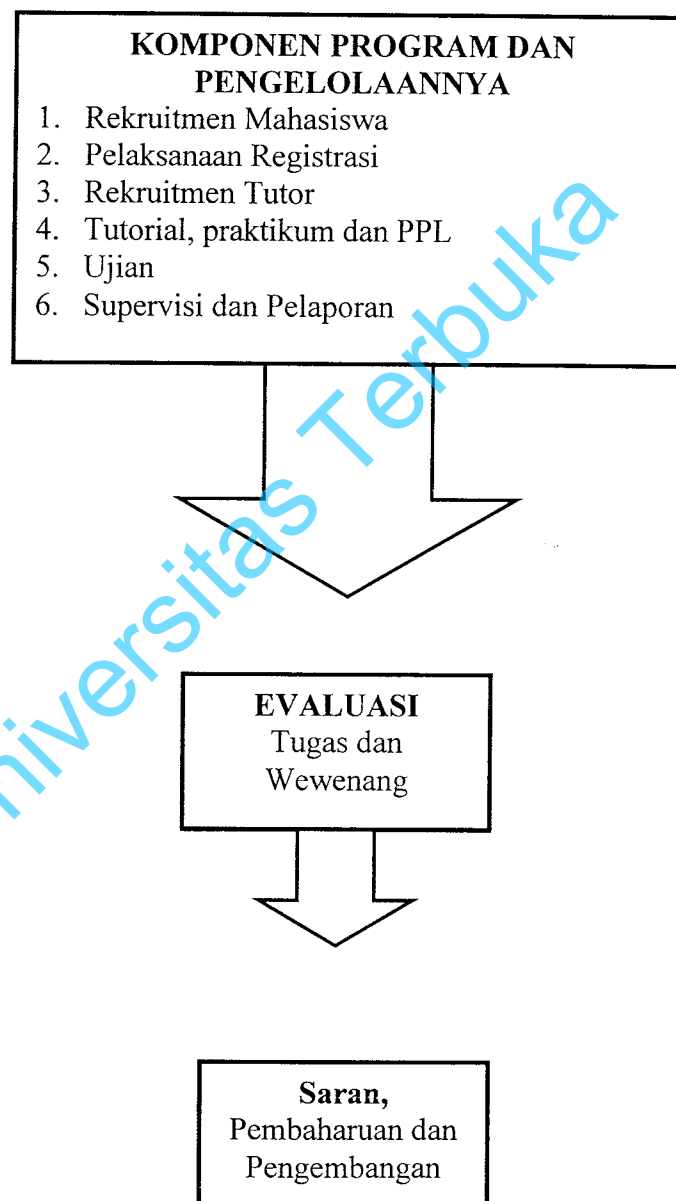 KOMPONEN PROGRAM DAN
PENGELOLAANNYA
1. Rekruitmen Mahasiswa
2. Pelaksanaan Registrasi
3. Rekruitmen Tutor
4. Tutorial, praktikum dan PPL
5. Ujian
6. Supervisi dan Pelaporan
niversitas Terbuka
EVALUASI
Tugas dan
Wewenang
Saran,
Pembaharuan dan
Pengembangan